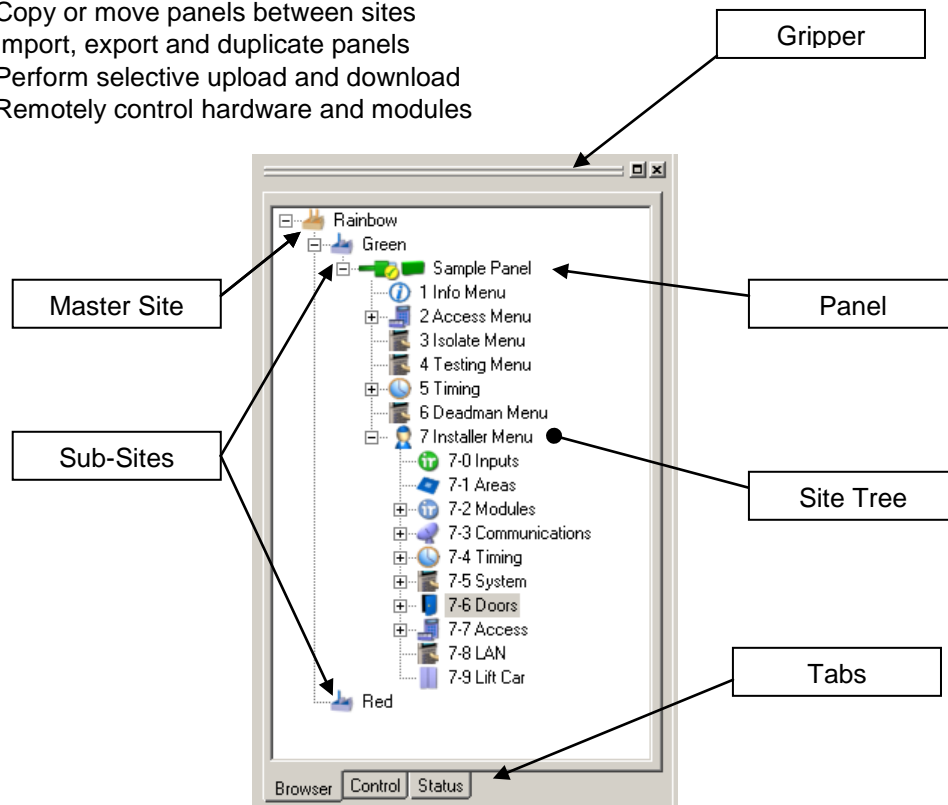 Copy or move panels between sites
Import, export and duplicate panels
Perform selective upload and download
Remotely control hardware and modules
Gripper
Rainbow
Green
Sample Panel
Master Site
1 Info Menu
Panel
2 Access Menu
3 Isolate Menu
4 Testing Menu
5 Timing
6 Deadman Menu
Sub-Sites
7 Installer Menu
7-0 Inputs
7-1 Areas
Site Tree
7-2 Modules
7-3 Communications
7-4 Timing
7-5 System
7-6 Doors
7-7 Access
7-8 LAN
7-9 Lift Car
Tabs
Red
Browser Control Status